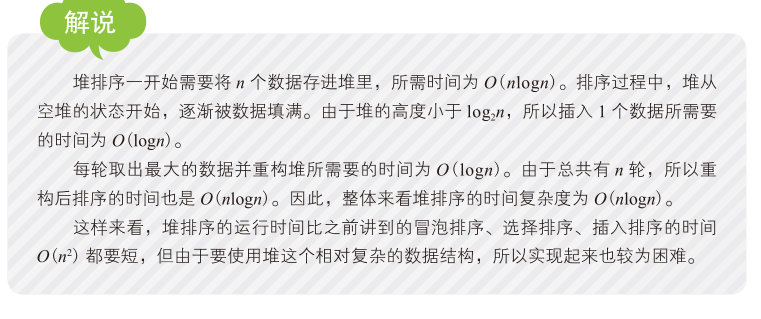 解说
堆排序一开始需要将 n 个数据存进堆里，所需时间为 O(nlogn)。排序过程中，堆从
空堆的状态开始，逐渐被数据填满。由于堆的高度小于 log₂n，所以插入 1 个数据所需要
的时间为 O(logn)。
每轮取出最大的数据并重构堆所需要的时间为 O(logn)。由于总共有 n 轮，所以重
构后排序的时间也是 O(nlogn)。因此，整体来看堆排序的时间复杂度为 O(nlogn)。
这样来看，堆排序的运行时间比之前讲到的冒泡排序、选择排序、插入排序的时间
O(n²) 都要短，但由于要使用堆这个相对复杂的数据结构，所以实现起来也较为困难。